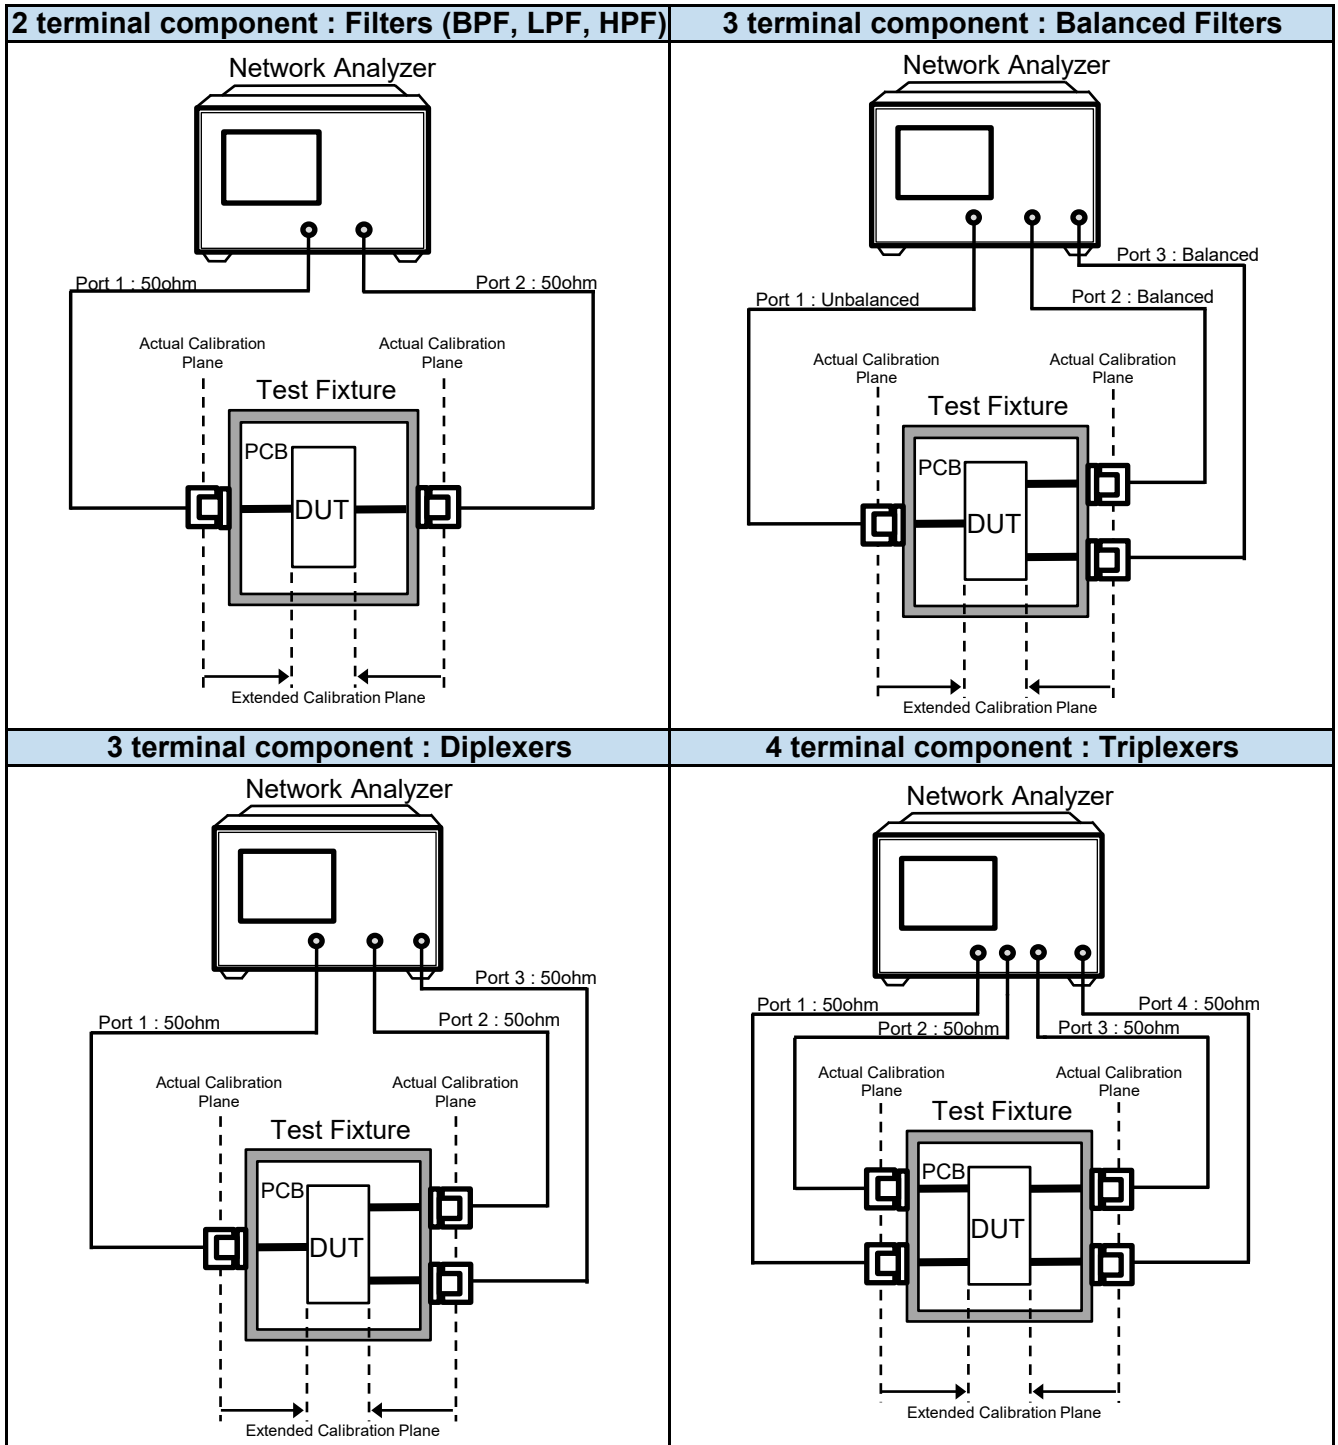 2 terminal component : Filters (BPF, LPF, HPF)
Network Analyzer
Port 1 : 50ohm
Port 2 : 50ohm
Actual Calibration
Plane
Actual Calibration
Plane
Test Fixture
PCB
DUT
Extended Calibration Plane
3 terminal component : Balanced Filters
Network Analyzer
Port 3 : Balanced
Port 1 : Unbalanced
Port 2 : Balanced
Actual Calibration
Plane
Actual Calibration
Plane
Test Fixture
PCB
DUT
Extended Calibration Plane
3 terminal component : Diplexers
Network Analyzer
Port 3 : 50ohm
Port 1 : 50ohm
Port 2 : 50ohm
Actual Calibration
Plane
Actual Calibration
Plane
Test Fixture
PCB
DUT
Extended Calibration Plane
4 terminal component : Triplexers
Network Analyzer
Port 1 : 50ohm
Port 4 : 50ohm
Port 2 : 50ohm
Port 3 : 50ohm
Actual Calibration
Plane
Actual Calibration
Plane
Test Fixture
PCB
DUT
Extended Calibration Plane